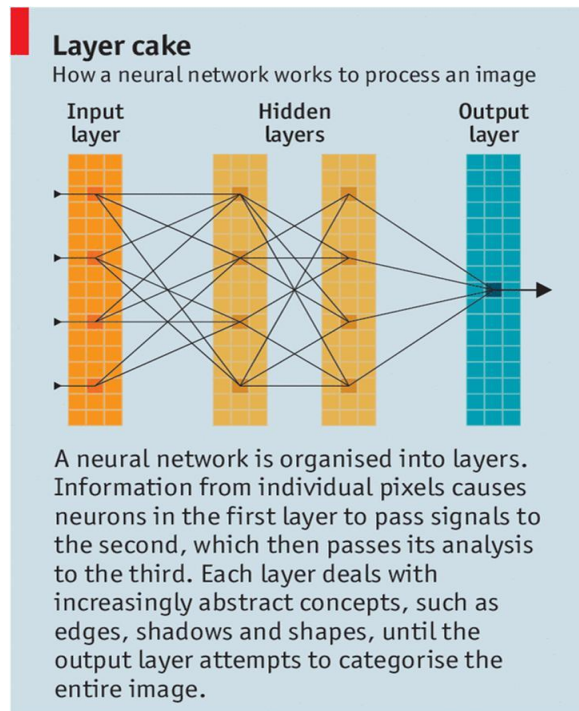 Layer cake
How a neural network works to process an image
Input
layer
Hidden
layers
Output
layer
A neural network is organised into layers.
Information from individual pixels causes
neurons in the first layer to pass signals to
the second, which then passes its analysis
to the third. Each layer deals with
increasingly abstract concepts, such as
edges, shadows and shapes, until the
output layer attempts to categorise the
entire image.